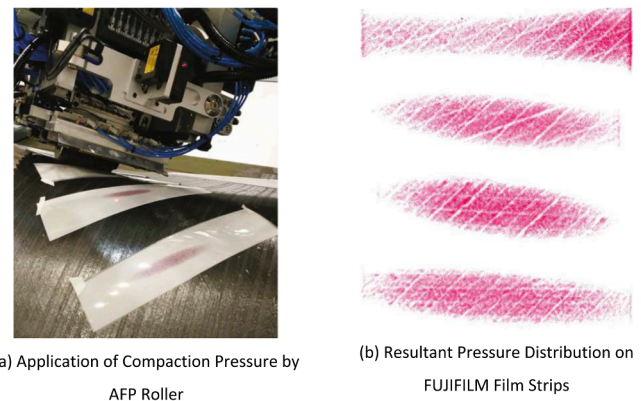 a) Application of Compaction Pressure by
AFP Roller
(b) Resultant Pressure Distribution on
FUJIFILM Film Strips